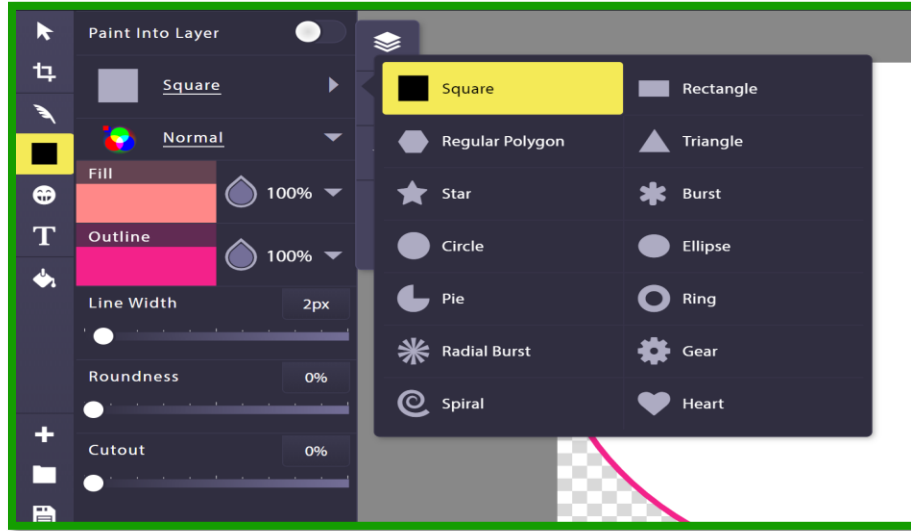 Paint Into Layer
Square
Normal
Fill
100%
Outline
100%
Line Width 2px
Roundness 0%
Cutout 0%
T
Square Rectangle
Regular Polygon Triangle
Star Burst
Circle Ellipse
Pie Ring
Radial Burst Gear
Spiral Heart